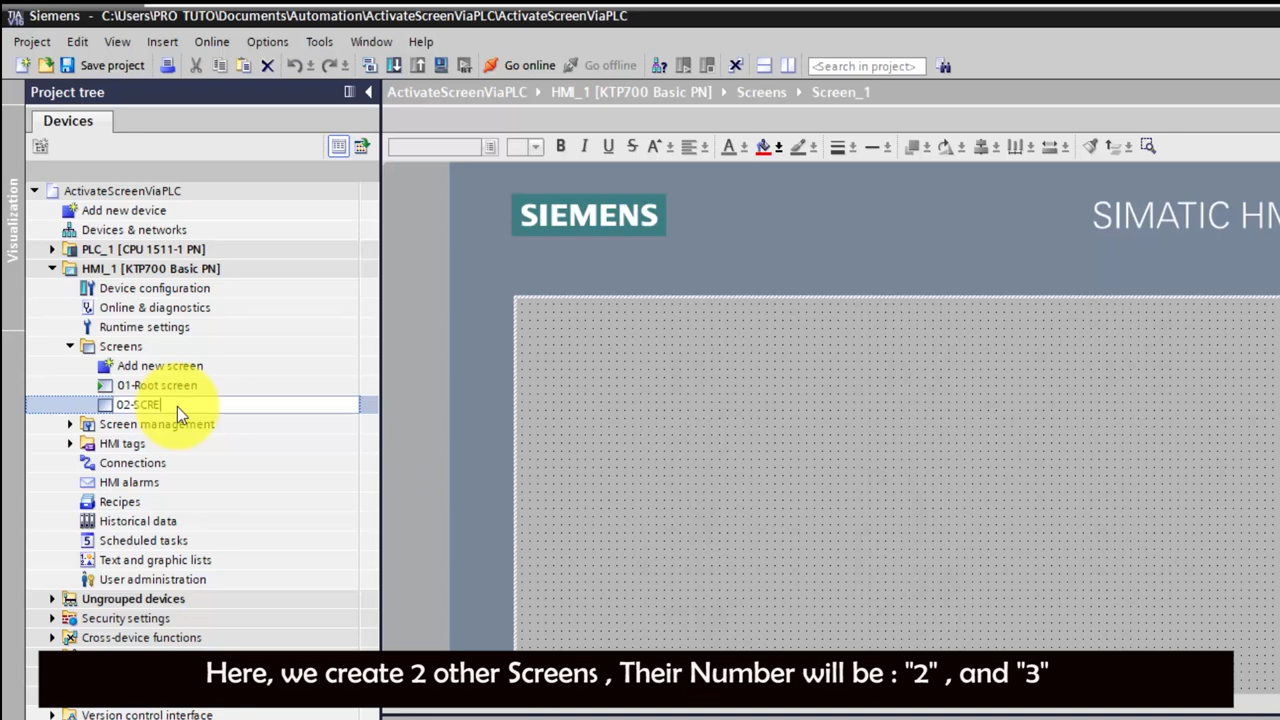 Siemens - C:\Users\PRO TUTO\Documents\Automation\ActivateScreenViaPLC\ActivateScreenViaPLC
Project Edit View Insert Online Options Tools Window Help
Save project Go online Go offline <Search in project>
Project tree
ActivateScreenViaPLC HMI_1 [KTP700 Basic PN] Screens Screen_1
Devices
B I U S A A
Visualization
SIEMENS
SIMATIC HM
ActivateScreenViaPLC
Add new device
Devices & networks
PLC_1 [CPU 1511-1 PN]
HMI_1 [KTP700 Basic PN]
Device configuration
Online & diagnostics
Runtime settings
Screens
Add new screen
01-Root screen
02-SCRE
Screen management
HMI tags
Connections
HMI alarms
Recipes
Historical data
Scheduled tasks
Text and graphic lists
User administration
Ungrouped devices
Security settings
Cross-device functions
Here, we create 2 other Screens , Their Number will be : "2" , and "3"
Version control interface